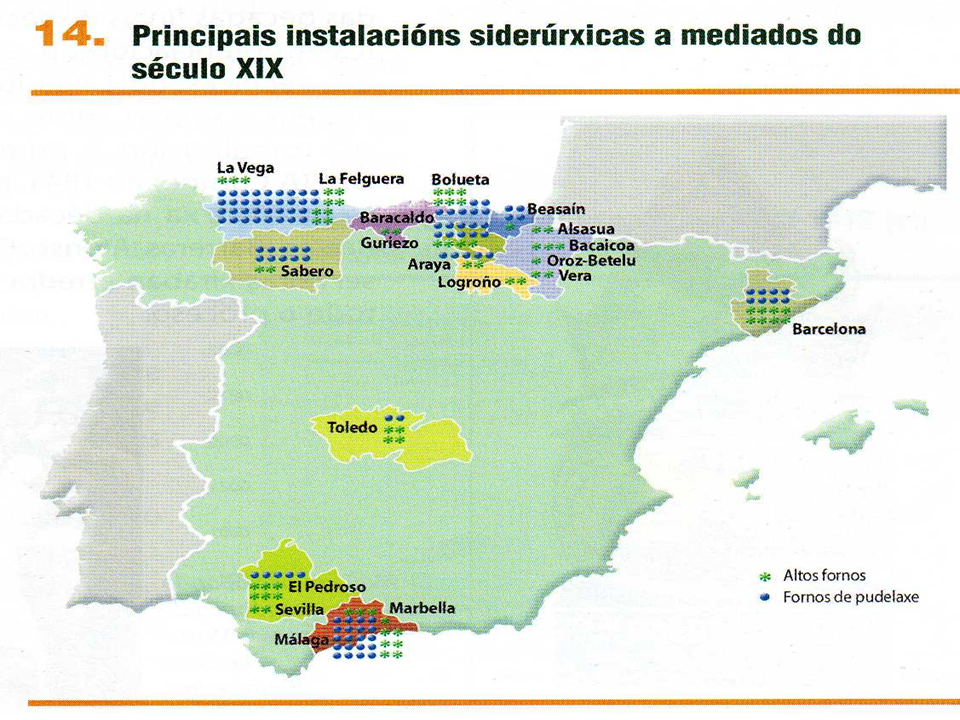 14. Principais instalacións siderúrxicas a mediados do
século XIX
La Vega
La Felguera
Bolueta
Baracaldo
Beasaín
Guriezo
Alsasua
Bacaicoa
Araya
Oroz-Betelu
Sabero
Logroño
Vera
Barcelona
Toledo
El Pedroso
Sevilla
Marbella
Málaga
Altos fornos
Fornos de pudelaxe